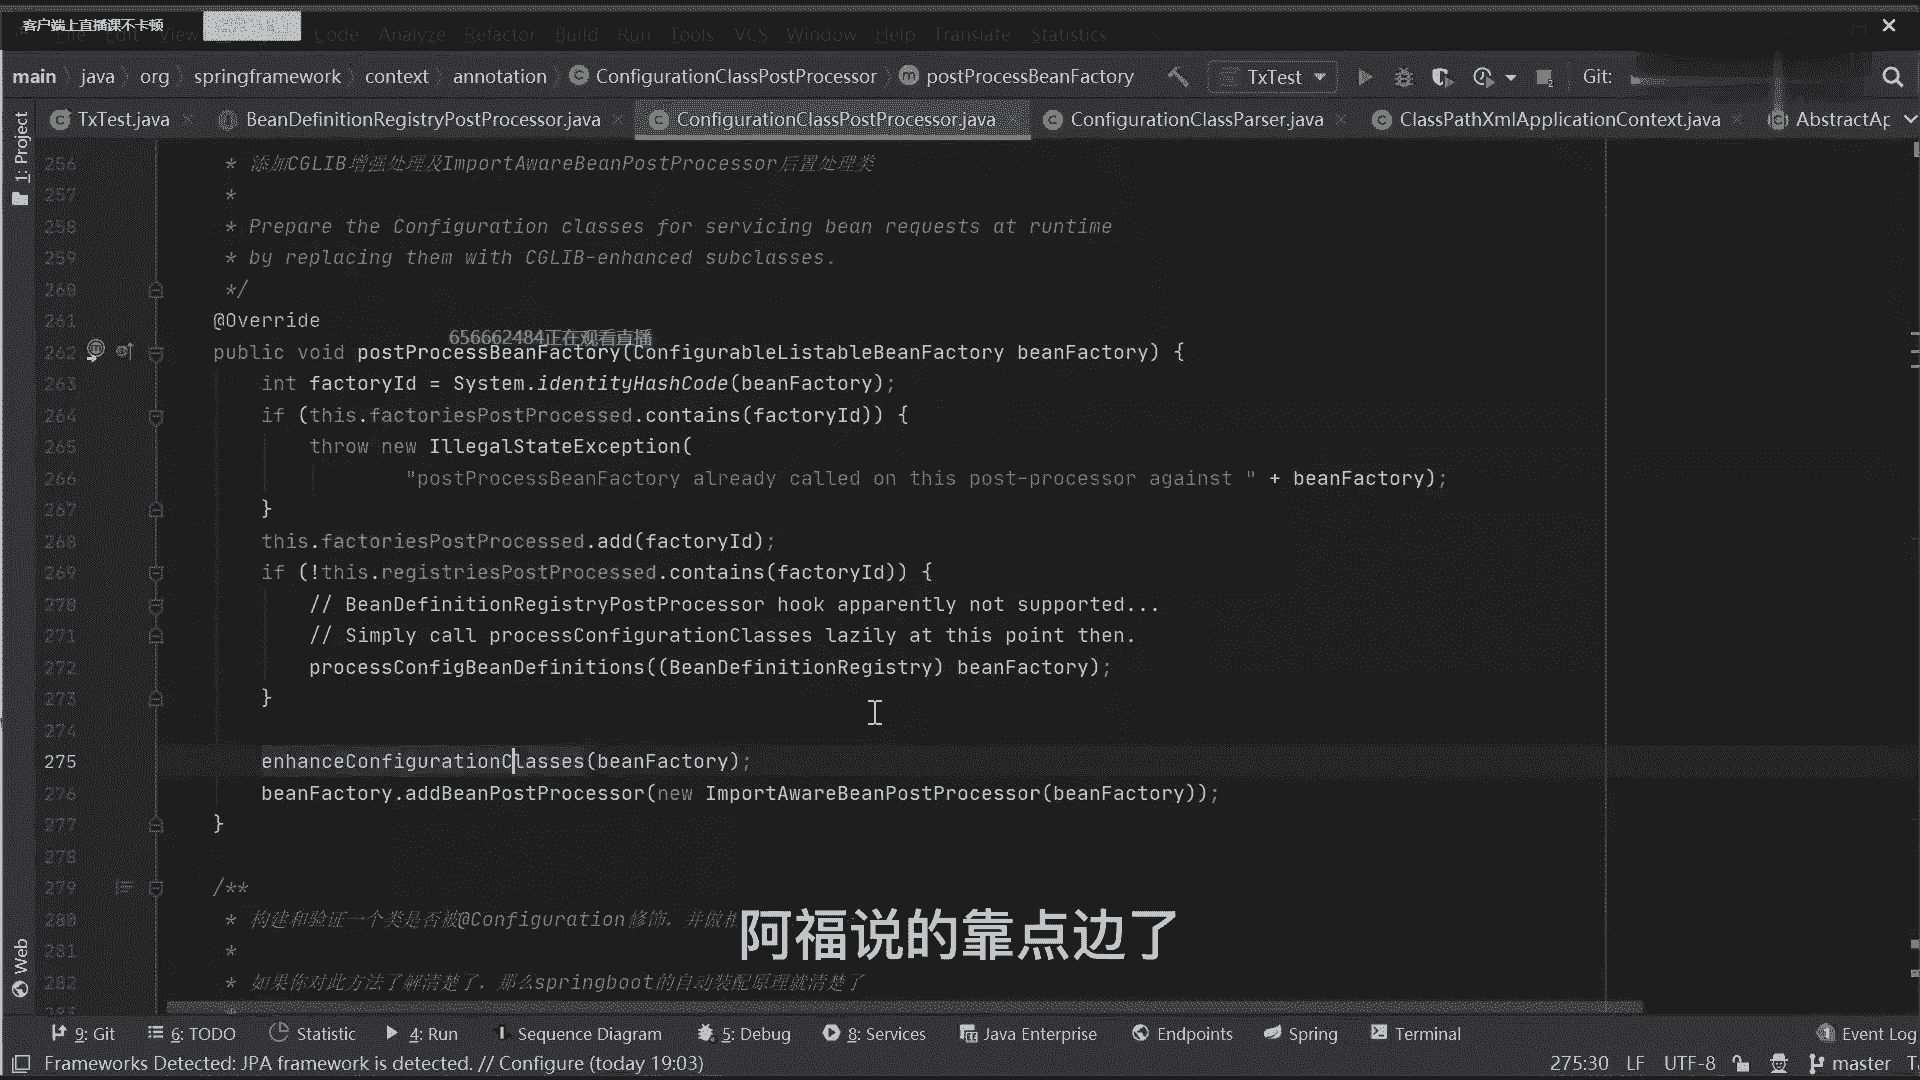 客户端上直播课不卡顿
File Edit View Code Analyze Refactor Build Run Tools VCS Window Help Translate Statistics
main java org springframework context annotation ConfigurationClassPostProcessor postProcessBeanFactory TxTest Git:
1: Project
TxTest.java BeanDefinitionRegistryPostProcessor.java ConfigurationClassPostProcessor.java ConfigurationClassParser.java ClassPathXmlApplicationContext.java AbstractAp
256 * 添加CGLIB增强处理及ImportAwareBeanPostProcessor后置处理类
257 *
258 * Prepare the Configuration classes for servicing bean requests at runtime
259 * by replacing them with CGLIB-enhanced subclasses.
260 */
261 @Override
656662484正在观看直播
262 public void postProcessBeanFactory(ConfigurableListableBeanFactory beanFactory) {
263 int factoryId = System.identityHashCode(beanFactory);
264 if (this.factoriesPostProcessed.contains(factoryId)) {
265 throw new IllegalStateException(
266 "postProcessBeanFactory already called on this post-processor against " + beanFactory);
267 }
268 this.factoriesPostProcessed.add(factoryId);
269 if (!this.registriesPostProcessed.contains(factoryId)) {
270 // BeanDefinitionRegistryPostProcessor hook apparently not supported...
271 // Simply call processConfigurationClasses lazily at this point then.
272 processConfigBeanDefinitions((BeanDefinitionRegistry) beanFactory);
273 }
274
275 enhanceConfigurationClasses(beanFactory);
276 beanFactory.addBeanPostProcessor(new ImportAwareBeanPostProcessor(beanFactory));
277 }
278
279 /**
280 * 构建和验证一个类是否被@Configuration修饰，并做相
阿福说的靠点边了
281 *
282 * 如果你对此方法了解清楚了，那么springboot的自动装配原理就清楚了
Web
9: Git 6: TODO Statistic 4: Run Sequence Diagram 5: Debug 8: Services Java Enterprise Endpoints Spring Terminal Event Log
Frameworks Detected: JPA framework is detected. // Configure (today 19:03) 275:30 LF UTF-8 master